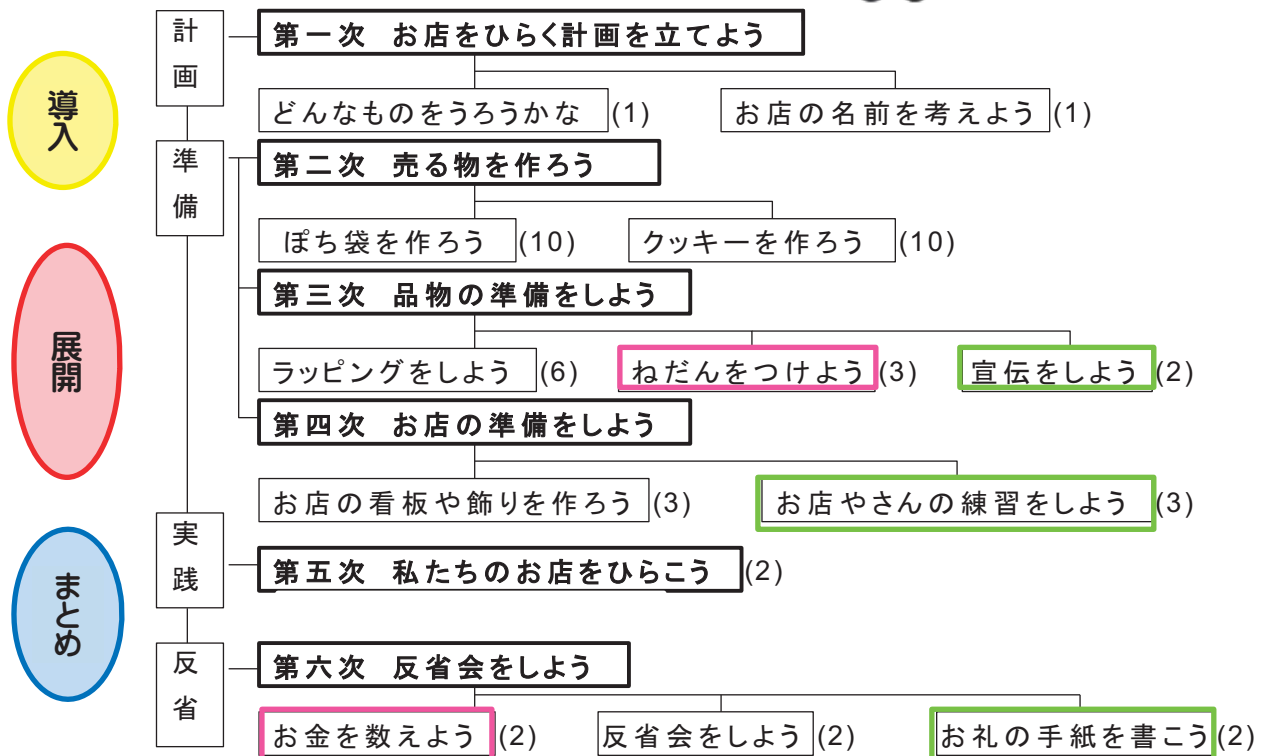 導入
展開
まとめ
計画
第一次 お店をひらく計画を立てよう
どんなものをうろうかな (1)
お店の名前を考えよう (1)
準備
第二次 売る物を作ろう
ぽち袋を作ろう (10)
クッキーを作ろう (10)
第三次 品物の準備をしよう
ラッピングをしよう (6)
ねだんをつけよう (3)
宣伝をしよう (2)
第四次 お店の準備をしよう
お店の看板や飾りを作ろう (3)
お店やさんの練習をしよう (3)
実践
第五次 私たちのお店をひらこう (2)
反省
第六次 反省会をしよう
お金を数えよう (2)
反省会をしよう (2)
お礼の手紙を書こう (2)